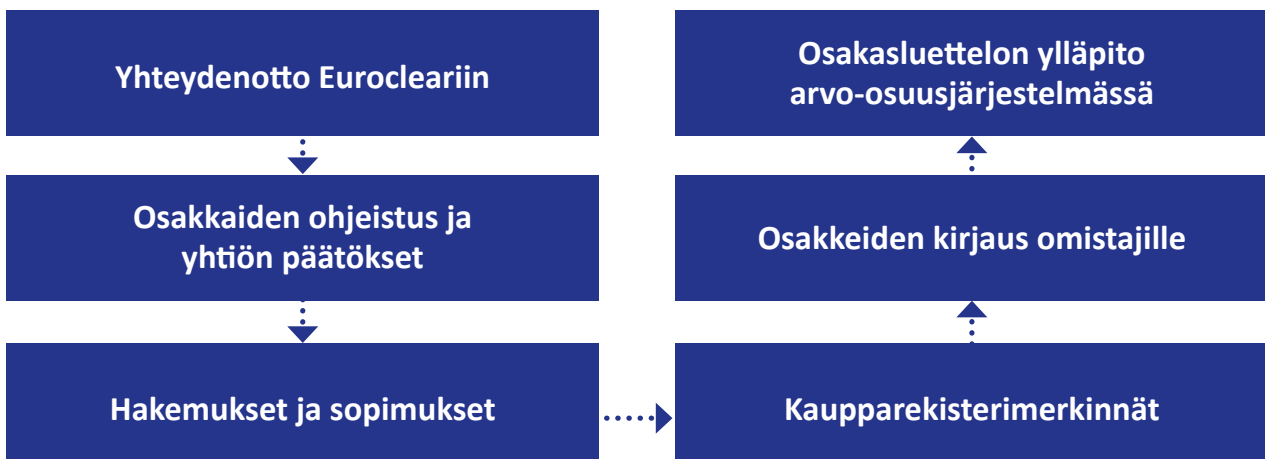 Yhteydenotto Eurocleariin
Osakkaiden ohjeistus ja
yhtiön päätökset
Hakemukset ja sopimukset
Kaupparekisterimerkinnät
Osakkeiden kirjaus omistajille
Osakasluettelon ylläpito
arvo-osuusjärjestelmässä